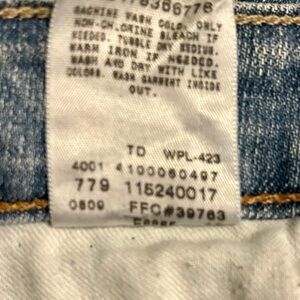 MACHINE WASH COLD. ONLY
NON-CHLORINE BLEACH IF
NEEDED. TUMBLE DRY MEDIUM.
WARM IRON IF NEEDED.
WASH AND DRY WITH LIKE
COLORS. WASH GARMENT INSIDE
OUT.
TD WPL-423
4001 4100060497
779 115240017
0809 FFC#39763